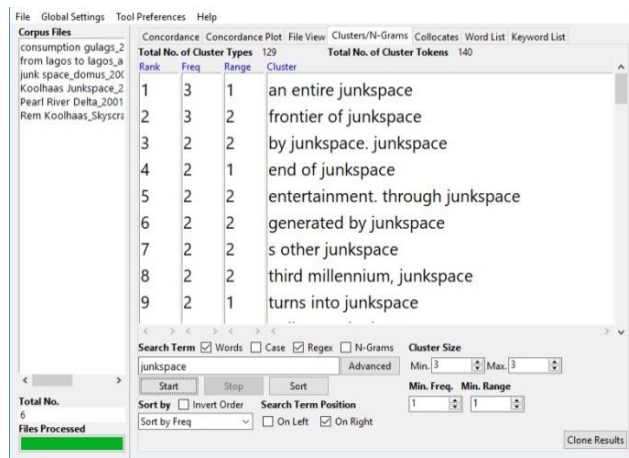 File Global Settings Tool Preferences Help
Corpus Files
consumption gulags_2
from lagos to lagos_a
junk space_domus_200
Koolhaas Junkspace_2
Pearl River Delta_2001
Rem Koolhaas_Skyscra
Total No.
6
Files Processed
Concordance Concordance Plot File View Clusters/N-Grams Collocates Word List Keyword List
Total No. of Cluster Types 129 Total No. of Cluster Tokens 140
Rank Freq Range Cluster
1 3 1 an entire junkspace
2 3 2 frontier of junkspace
3 2 2 by junkspace. junkspace
4 2 1 end of junkspace
5 2 2 entertainment. through junkspace
6 2 2 generated by junkspace
7 2 2 s other junkspace
8 2 2 third millennium, junkspace
9 2 1 turns into junkspace
Search Term Words Case Regex N-Grams Cluster Size
junkspace Advanced Min. 3 Max. 3
Start Stop Sort Min. Freq. Min. Range
Sort by Invert Order Search Term Position 1 1
Sort by Freq On Left On Right
Clone Results